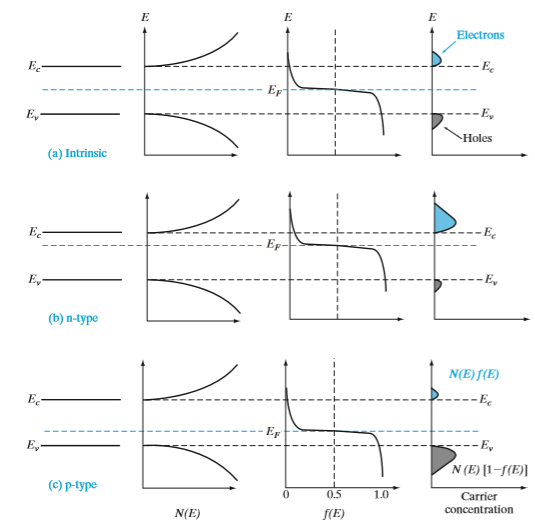 E
E
E
Electrons
E_c
E_c
E_F
E_v
E_v
Holes
(a) Intrinsic
E_c
E_c
E_F
E_v
E_v
(b) n-type
N(E) f(E)
E_c
E_c
E_F
E_v
E_v
N(E) [1−f(E)]
(c) p-type
0 0.5 1.0
Carrier
concentration
N(E)
f(E)